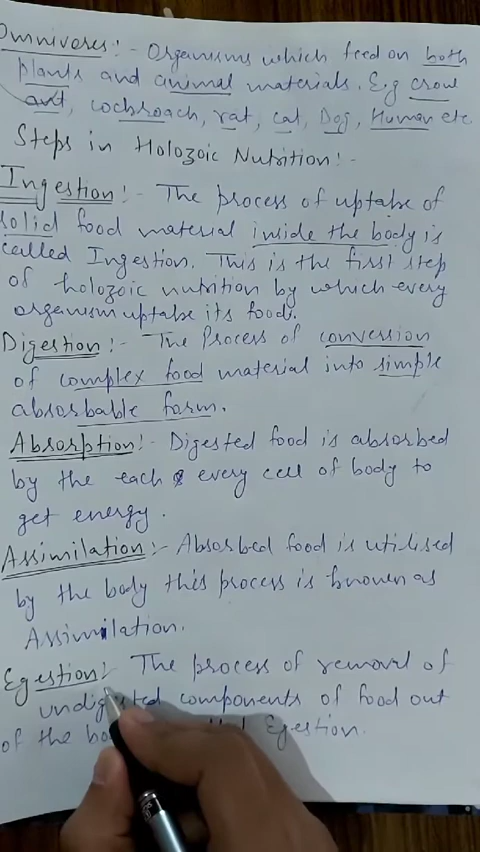 Omnivores:- Organisms which feed on both
plants and animal materials. E.g crow
ant, cockroach, rat, cat, Dog, Human etc.
Steps in Holozoic Nutrition:-
Ingestion:- The process of uptake of
solid food material inside the body is
called Ingestion. This is the first step
of holozoic nutrition by which every
organism uptake its food.
Digestion:- The Process of conversion
of complex food material into simple
absorbable form.
Absorption:- Digested food is absorbed
by the each & every cell of body to
get energy.
Assimilation:- Absorbed food is utilised
by the body this process is known as
Assimilation.
Egestion:- The process of removal of
undigested components of food out
of the Egestion.